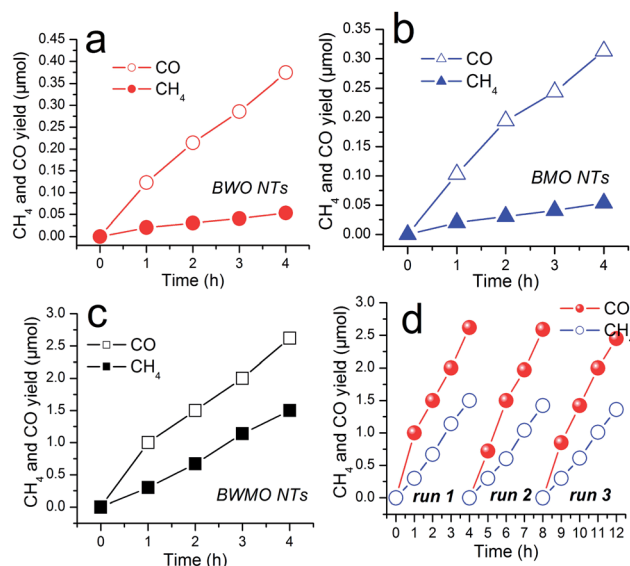 a
CH₄ and CO yield (μmol)
0.45
0.40
0.35
0.30
0.25
0.20
0.15
0.10
0.05
0.00
CO
CH₄
BWO NTs
0 1 2 3 4
Time (h)
b
CH₄ and CO yield (μmol)
0.35
0.30
0.25
0.20
0.15
0.10
0.05
0.00
CO
CH₄
BMO NTs
0 1 2 3 4
Time (h)
c
CH₄ and CO yield (μmol)
3.0
2.5
2.0
1.5
1.0
0.5
0.0
CO
CH₄
BWMO NTs
0 1 2 3 4
Time (h)
d
CH₄ and CO yield (μmol)
3.0
2.5
2.0
1.5
1.0
0.5
0.0
CO
CH
run 1 run 2 run 3
0 1 2 3 4 5 6 7 8 9 10 11 12
Time (h)